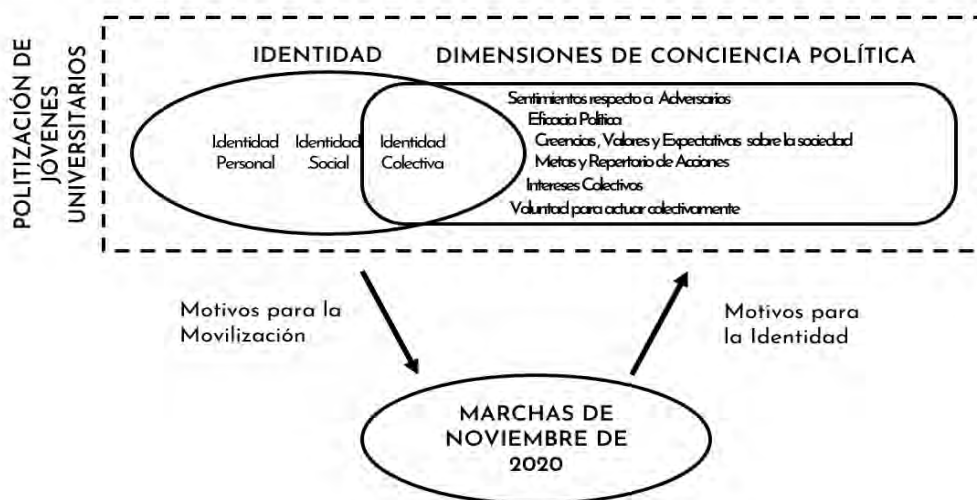 POLITIZACIÓN DE
JÓVENES
UNIVERSITARIOS
IDENTIDAD
DIMENSIONES DE CONCIENCIA POLÍTICA
Identidad
Personal
Identidad
Social
Identidad
Colectiva
Sentimientos respecto a Adversarios
Eficacia Política
Creencias, Valores y Expectativas sobre la sociedad
Metas y Repertorio de Acciones
Intereses Colectivos
Voluntad para actuar colectivamente
Motivos para la
Movilización
Motivos para
la Identidad
MARCHAS DE
NOVIEMBRE DE
2020